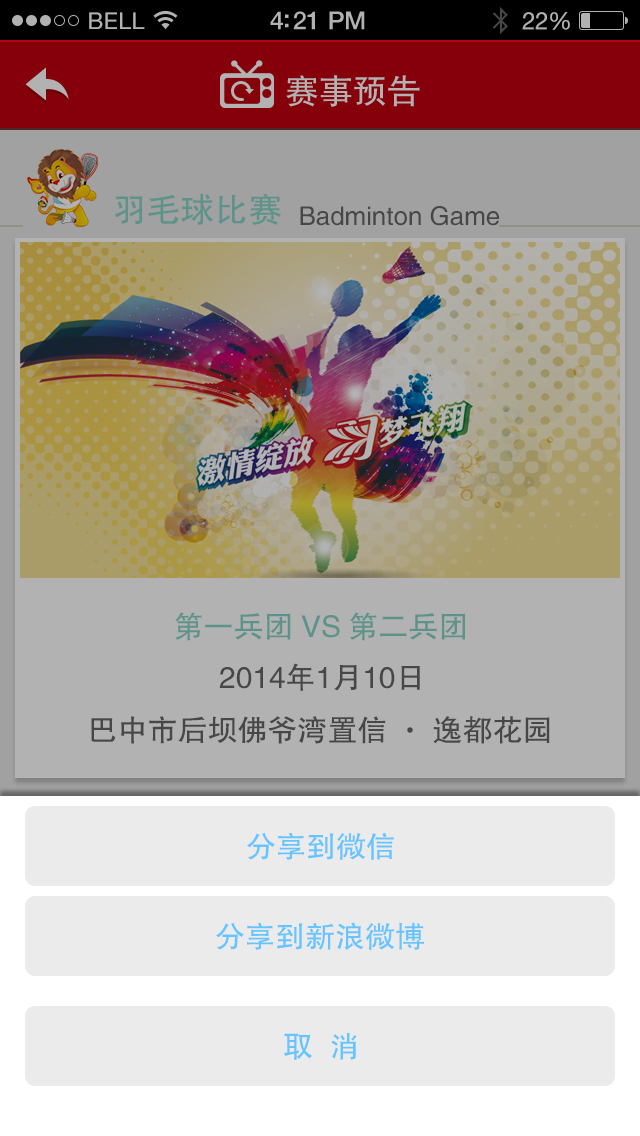 BELL 4:21 PM 22%
赛事预告
羽毛球比赛 Badminton Game
激情绽放 羽梦飞翔
第一兵团 VS 第二兵团
2014年1月10日
巴中市后坝佛爷湾置信 · 逸都花园
分享到微信
分享到新浪微博
取 消